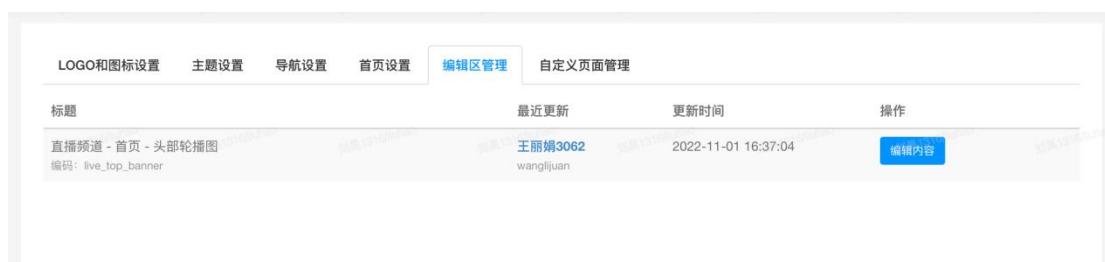 LOGO和图标设置 主题设置 导航设置 首页设置 编辑区管理 自定义页面管理
标题 最近更新 更新时间 操作
直播频道 - 首页 - 头部轮播图 王丽娟3062 2022-11-01 16:37:04 编辑内容
编码：live_top_banner wanglijuan